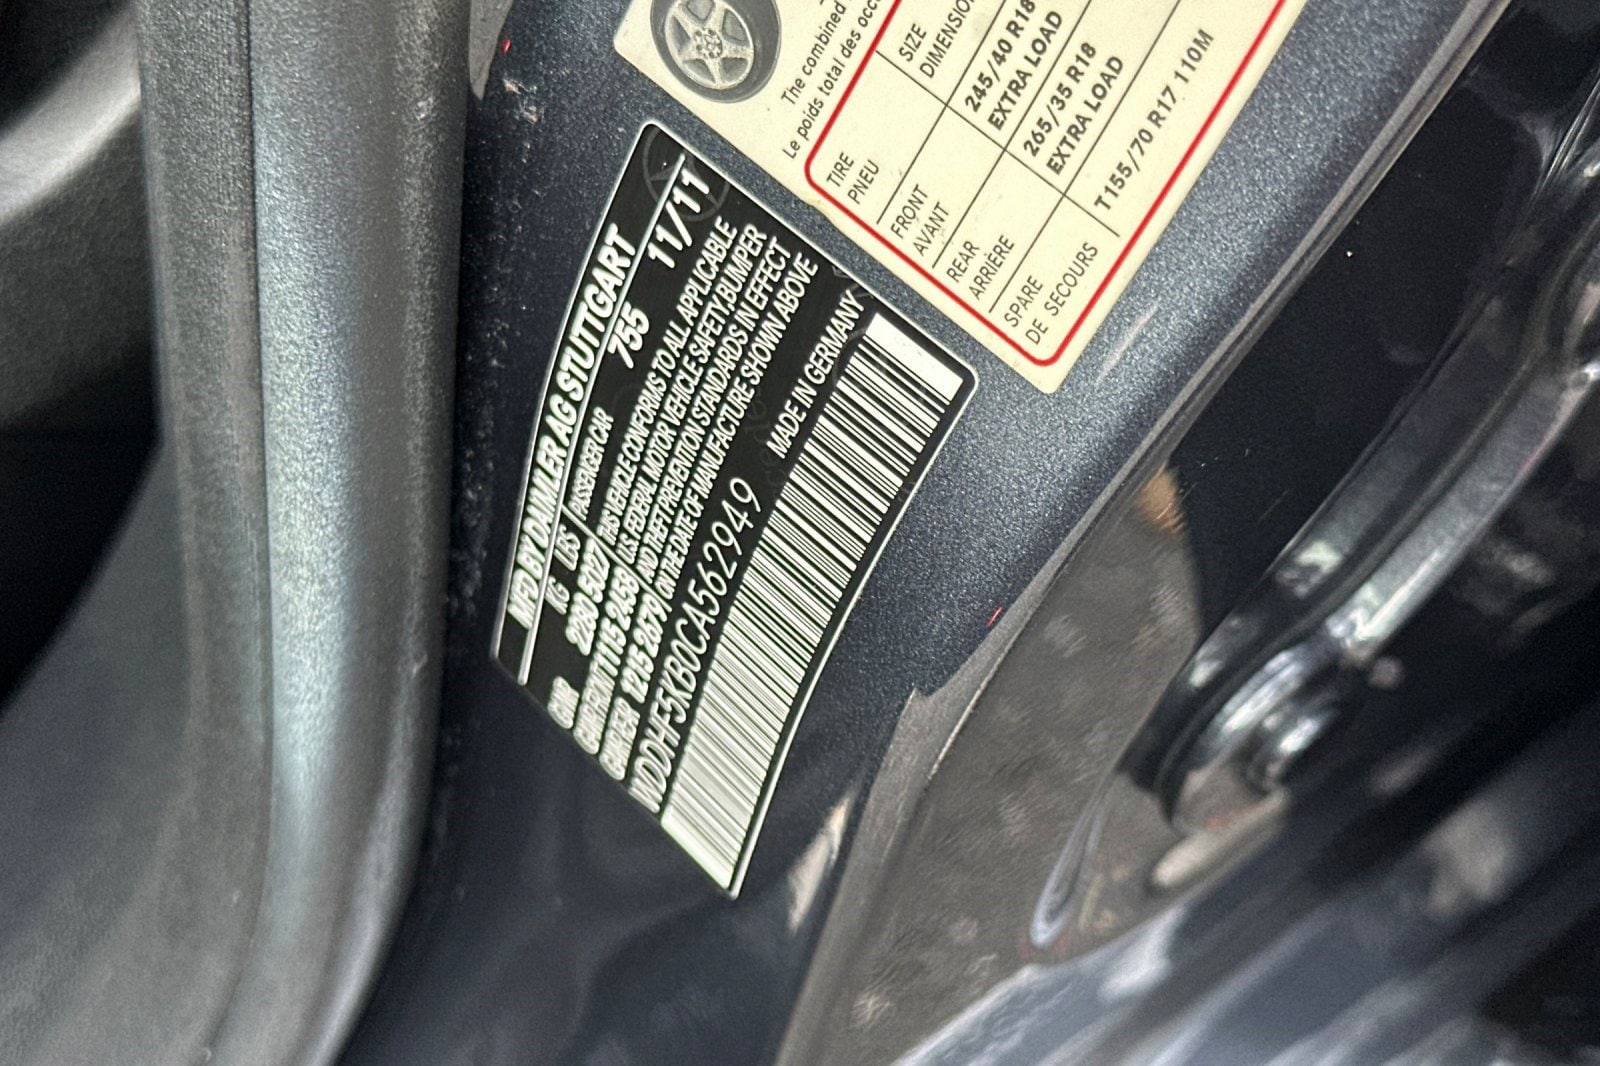 The combined
Le poids total des occ
TIRE SIZE
PNEU DIMENSION
FRONT 245/40 R18
AVANT EXTRA LOAD
REAR 265/35 R18
ARRIÈRE EXTRA LOAD
SPARE T155/70 R17 110M
DE SECOURS
MFD BY DAIMLER AG STUTTGART
KG LBS PASSENGER CAR 755 11/11
GVWR 2280 5027 THIS VEHICLE CONFORMS TO ALL APPLICABLE
GAWR 1115 2458 U.S. FEDERAL MOTOR VEHICLE SAFETY, BUMPER
GAWR 1215 2679 AND THEFT PREVENTION STANDARDS IN EFFECT
ON THE DATE OF MANUFACTURE SHOWN ABOVE
WDDHF5KB0CA562949 MADE IN GERMANY